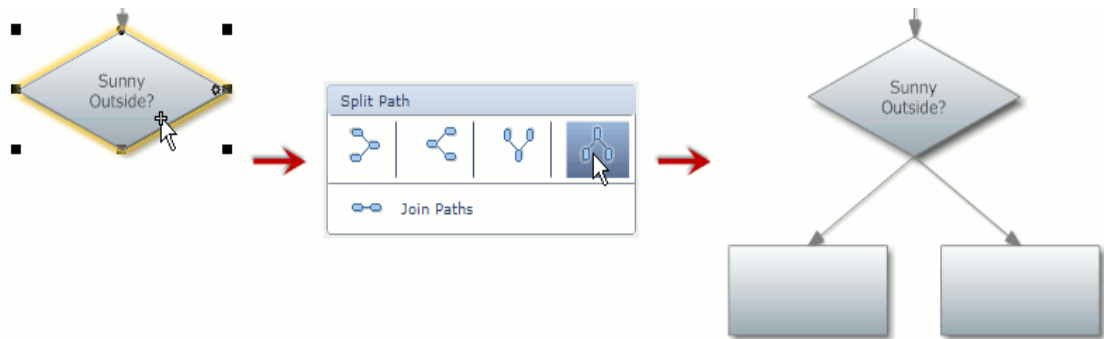 Sunny
Outside?
Split Path
Join Paths
Sunny
Outside?